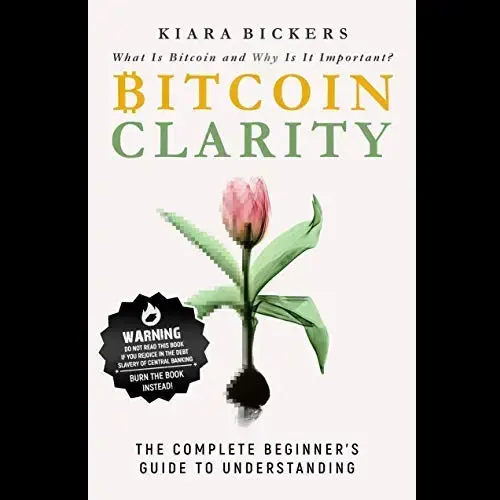 KIARA BICKERS
What Is Bitcoin and Why Is It Important?
₿ITCOIN
CLARITY
WARNING
DO NOT READ THIS BOOK
IF YOU REJOICE IN THE DEBT
SLAVERY OF CENTRAL BANKING
BURN THE BOOK
INSTEAD!
THE COMPLETE BEGINNER'S
GUIDE TO UNDERSTANDING